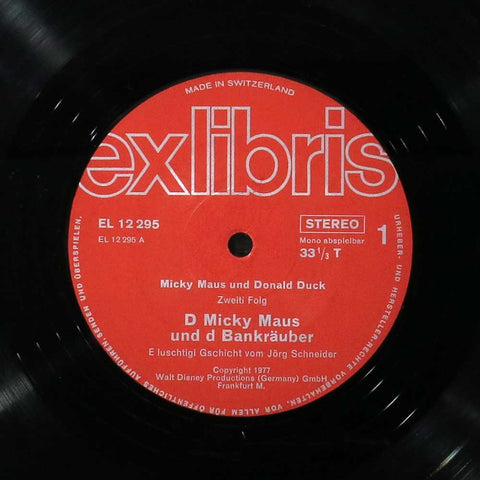 MADE IN SWITZERLAND
exlibris
EL 12 295
EL 12 295 A
STEREO
Mono abspielbar
33 1/3 T
1
Micky Maus und Donald Duck
Zweiti Folg
D Micky Maus
und d Bankräuber
E luschtigi Gschicht vom Jörg Schneider
Copyright 1977
Walt Disney Productions (Germany) GmbH
Frankfurt M.
URHEBER- UND HERSTELLER-RECHTE VORBEHALTEN, VOR ALLEM FÜR DAS GEWERBLICHE AUFFÜHREN, SENDEN UND ÜBERSPIELEN.